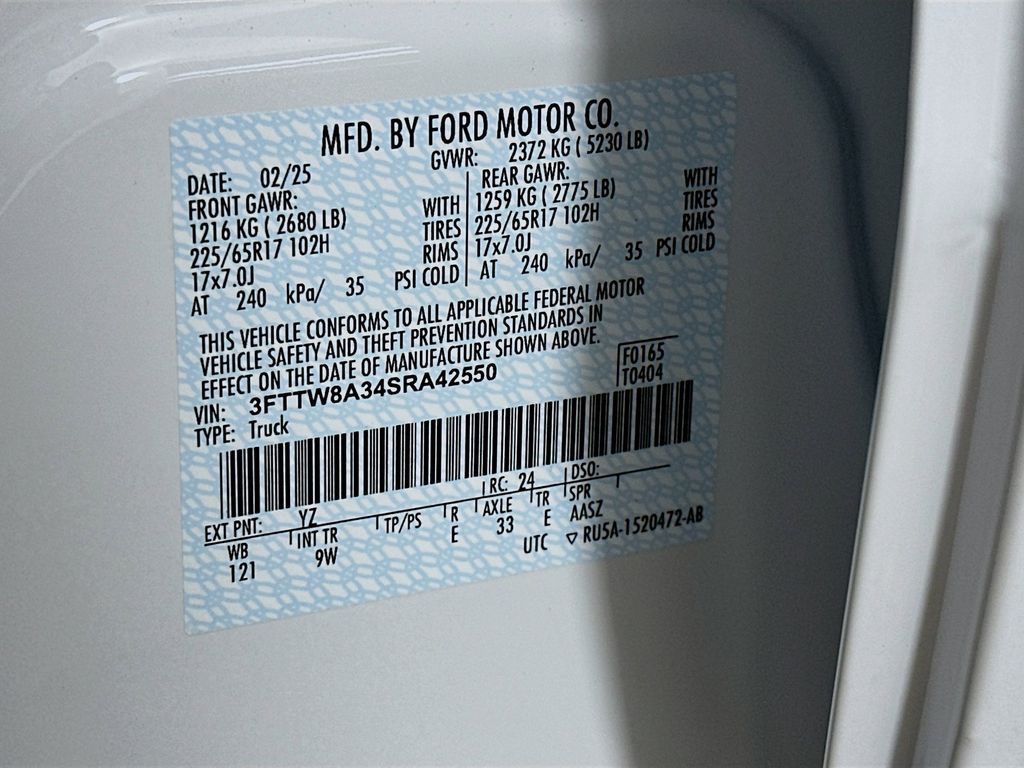 MFD. BY FORD MOTOR CO.
DATE: 02/25
GVWR: 2372 KG ( 5230 LB)
FRONT GAWR:
1216 KG ( 2680 LB) WITH
225/65R17 102H TIRES
17x7.0J RIMS
AT 240 kPa/ 35 PSI COLD
REAR GAWR: WITH
1259 KG ( 2775 LB) TIRES
225/65R17 102H RIMS
17x7.0J PSI COLD
AT 240 kPa/ 35
THIS VEHICLE CONFORMS TO ALL APPLICABLE FEDERAL MOTOR
VEHICLE SAFETY AND THEFT PREVENTION STANDARDS IN
EFFECT ON THE DATE OF MANUFACTURE SHOWN ABOVE.
VIN: 3FTTW8A34SRA42550
TYPE: Truck
F0165
T0404
EXT PNT: YZ RC: 24 DSO:
WB INT TR TP/PS R AXLE TR SPR
121 9W E 33 E AASZ
UTC ▽ RU5A-1520472-AB